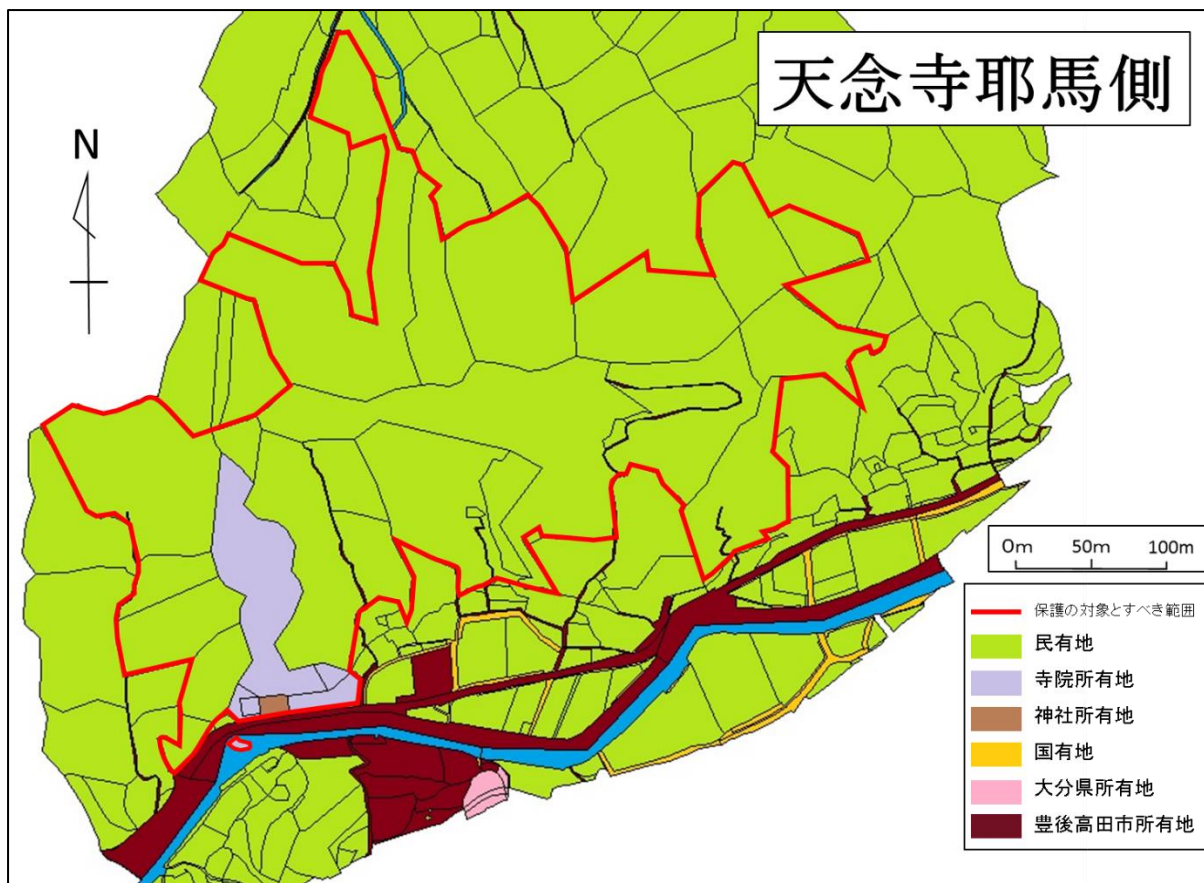 天念寺耶馬側
N
0m 50m 100m
保護の対象とすべき範囲
民有地
寺院所有地
神社所有地
国有地
大分県所有地
豊後高田市所有地